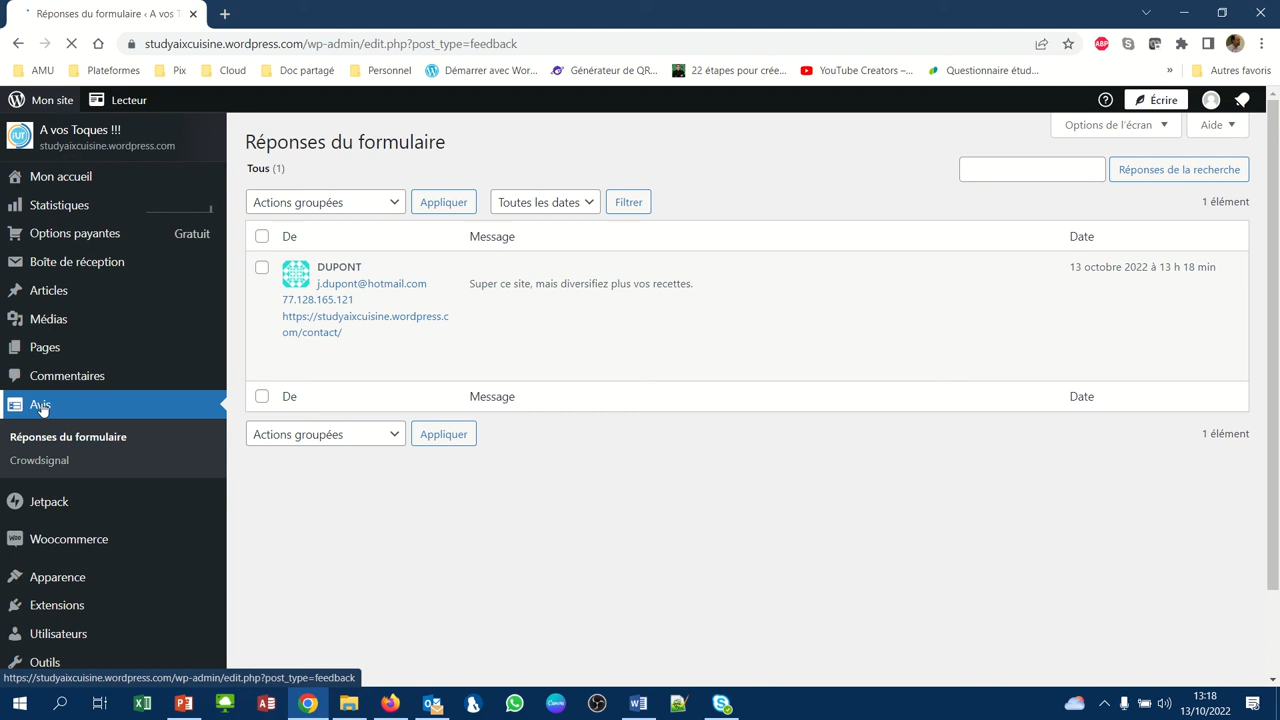 Réponses du formulaire ‹ A vos T
studyaixcuisine.wordpress.com/wp-admin/edit.php?post_type=feedback
ABP
AMU Plateformes Pix Cloud Doc partagé Personnel Démarrer avec Wor... Générateur de QR... 22 étapes pour crée... YouTube Creators –... Questionnaire étud... » Autres favoris
Mon site Lecteur Écrire
A vos Toques !!!
studyaixcuisine.wordpress.com
IUT
Mon accueil
Statistiques
Options payantes Gratuit
Boîte de réception
Articles
Médias
Pages
Commentaires
Avis
Réponses du formulaire
Crowdsignal
Jetpack
Woocommerce
Apparence
Extensions
Utilisateurs
Outils
Options de l'écran Aide
Réponses du formulaire
Tous (1)
Réponses de la recherche
Actions groupées Appliquer Toutes les dates Filtrer 1 élément
De Message Date
DUPONT
j.dupont@hotmail.com
77.128.165.121
https://studyaixcuisine.wordpress.c
om/contact/
Super ce site, mais diversifiez plus vos recettes.
13 octobre 2022 à 13 h 18 min
De Message Date
Actions groupées Appliquer 1 élément
https://studyaixcuisine.wordpress.com/wp-admin/edit.php?post_type=feedback
13:18
13/10/2022